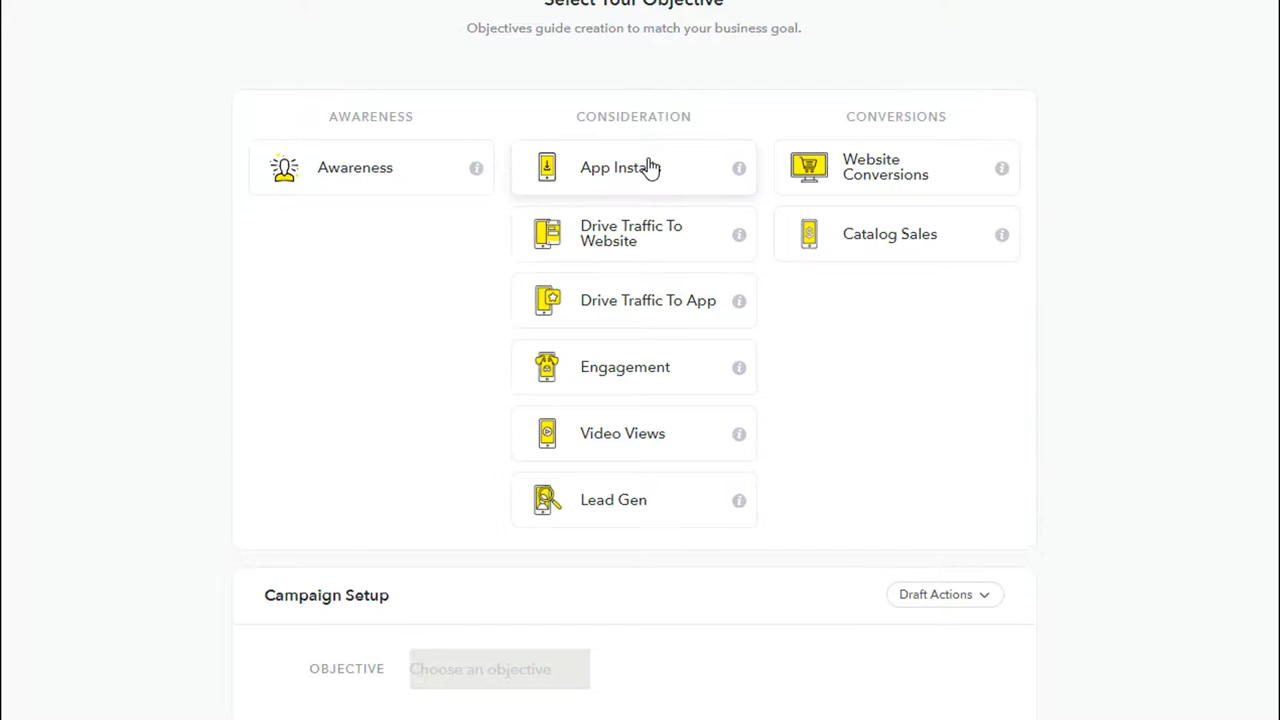 Select Your Objective
Objectives guide creation to match your business goal.
AWARENESS
Awareness
CONSIDERATION
App Installs
Drive Traffic To
Website
Drive Traffic To App
Engagement
Video Views
Lead Gen
CONVERSIONS
Website
Conversions
Catalog Sales
Campaign Setup
Draft Actions
OBJECTIVE
Choose an objective